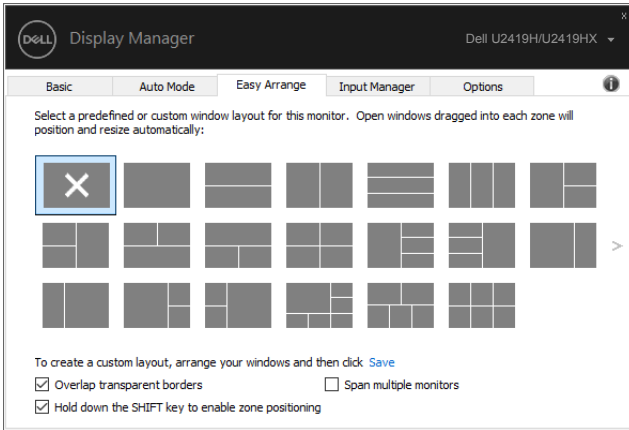 x
DELL Display Manager Dell U2419H/U2419HX
Basic Auto Mode Easy Arrange Input Manager Options
Select a predefined or custom window layout for this monitor. Open windows dragged into each zone will
position and resize automatically:
To create a custom layout, arrange your windows and then click Save
Overlap transparent borders Span multiple monitors
Hold down the SHIFT key to enable zone positioning